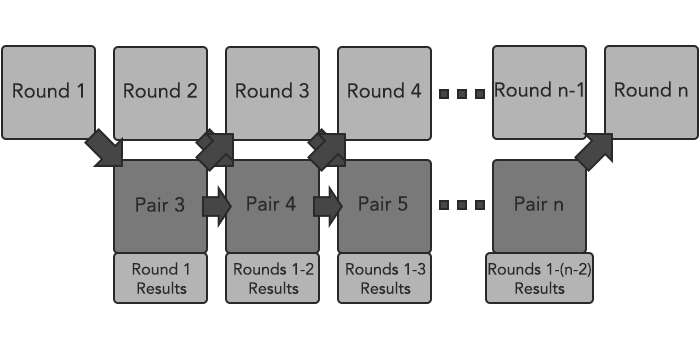 Round 1
Round 2
Round 3
Round 4
Round n-1
Round n
Pair 3
Pair 4
Pair 5
Pair n
Round 1
Results
Rounds 1-2
Results
Rounds 1-3
Results
Rounds 1-(n-2)
Results